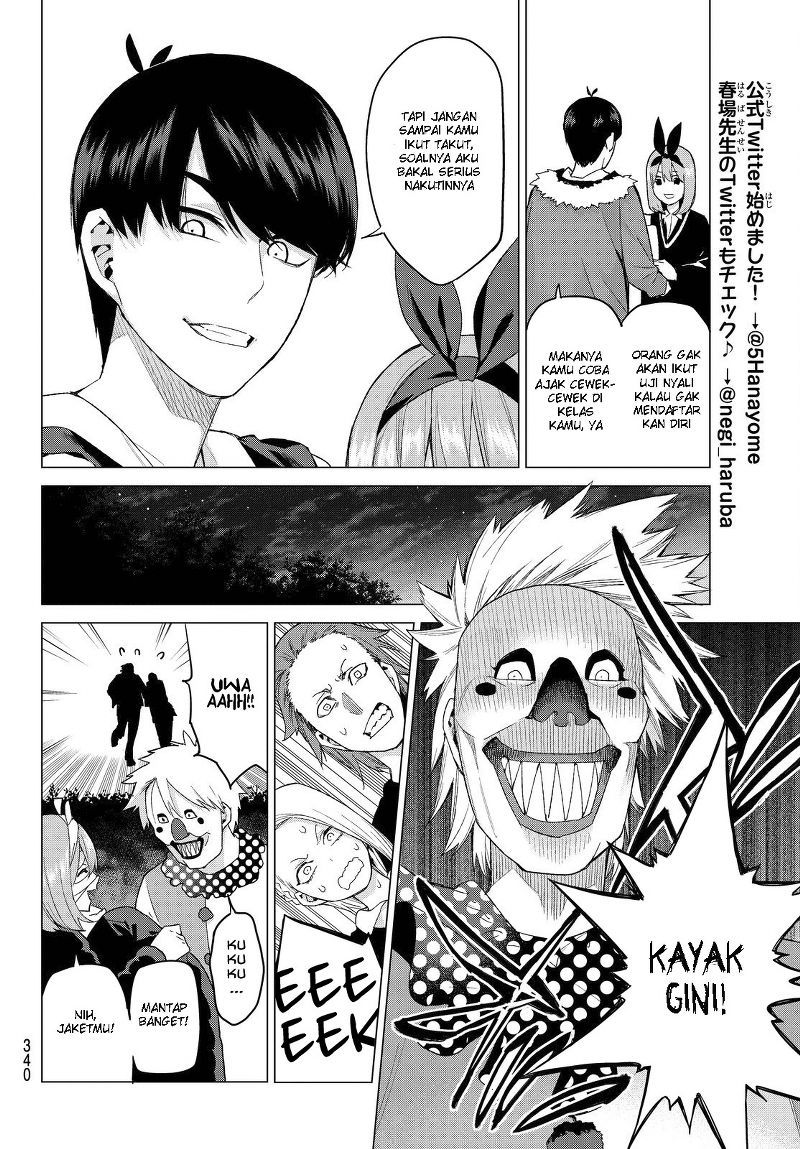 公式Twitter始めました！→@5Hanayome
春場先生のTwitterもチェック♪→@negi_haruba
ORANG GAK
AKAN IKUT
UJI NYALI
KALAU GAK
MENDAFTAR
KAN DIRI
MAKANYA
KAMU COBA
AJAK CEWEK-
CEWEK DI
KELAS
KAMU, YA
TAPI JANGAN
SAMPAI KAMU
IKUT TAKUT,
SOALNYA AKU
BAKAL SERIUS
NAKUTINNYA
KAYAK
GINI!
EEE
EEK
UWA
AAHH!!
KU
KU
KU
...
MANTAP
BANGET!
NIH,
JAKETMU!
340